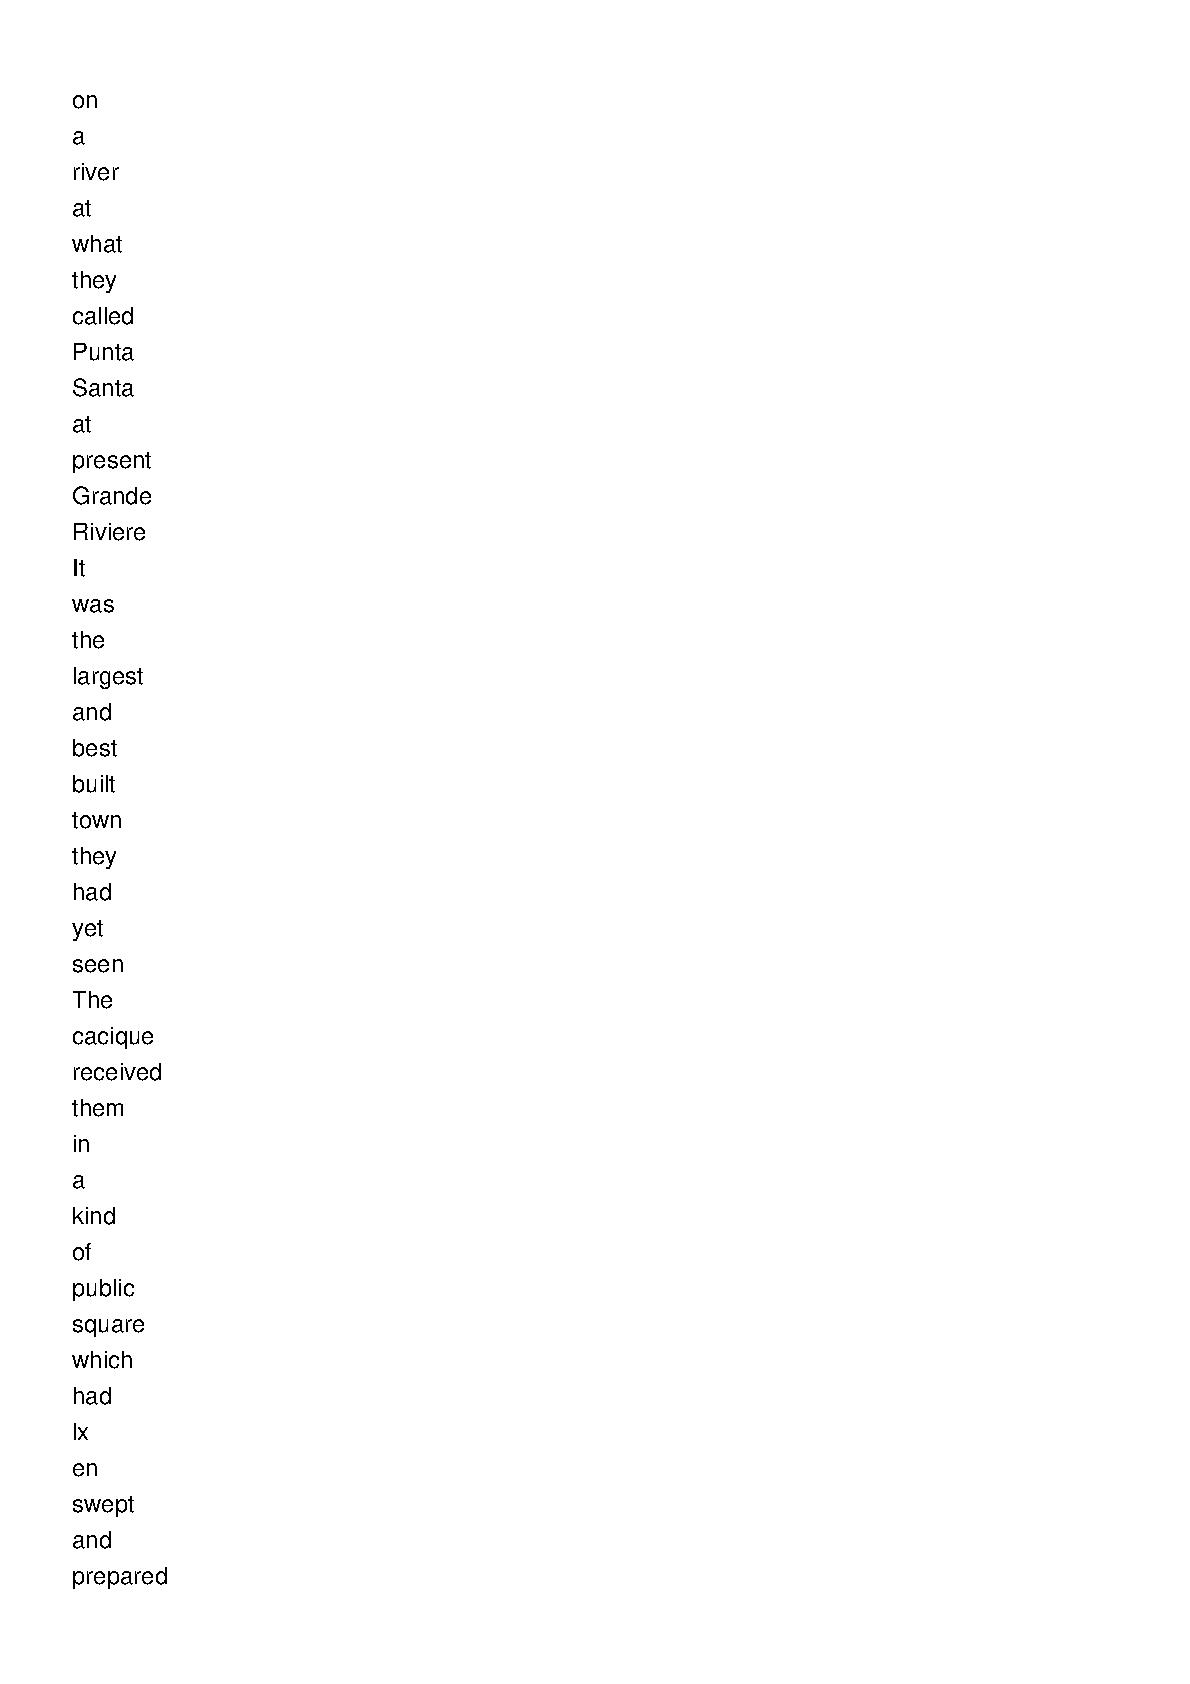 on
a
river
at
what
they
called
Punta
Santa
at
present
Grande
Riviere
It
was
the
largest
and
best
built
town
they
had
yet
seen
The
cacique
received
them
in
a
kind
of
public
square
which
had
lx
en
swept
and
prepared